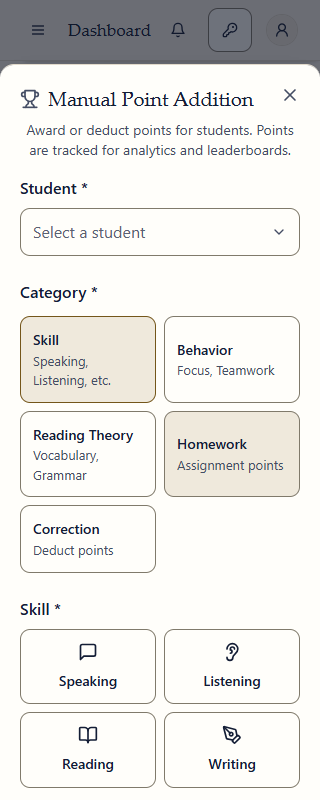 Dashboard
Manual Point Addition
Award or deduct points for students. Points
are tracked for analytics and leaderboards.
Student *
Select a student
Category *
Skill
Speaking,
Listening, etc.
Behavior
Focus, Teamwork
Reading Theory
Vocabulary,
Grammar
Homework
Assignment points
Correction
Deduct points
Skill *
Speaking
Listening
Reading
Writing